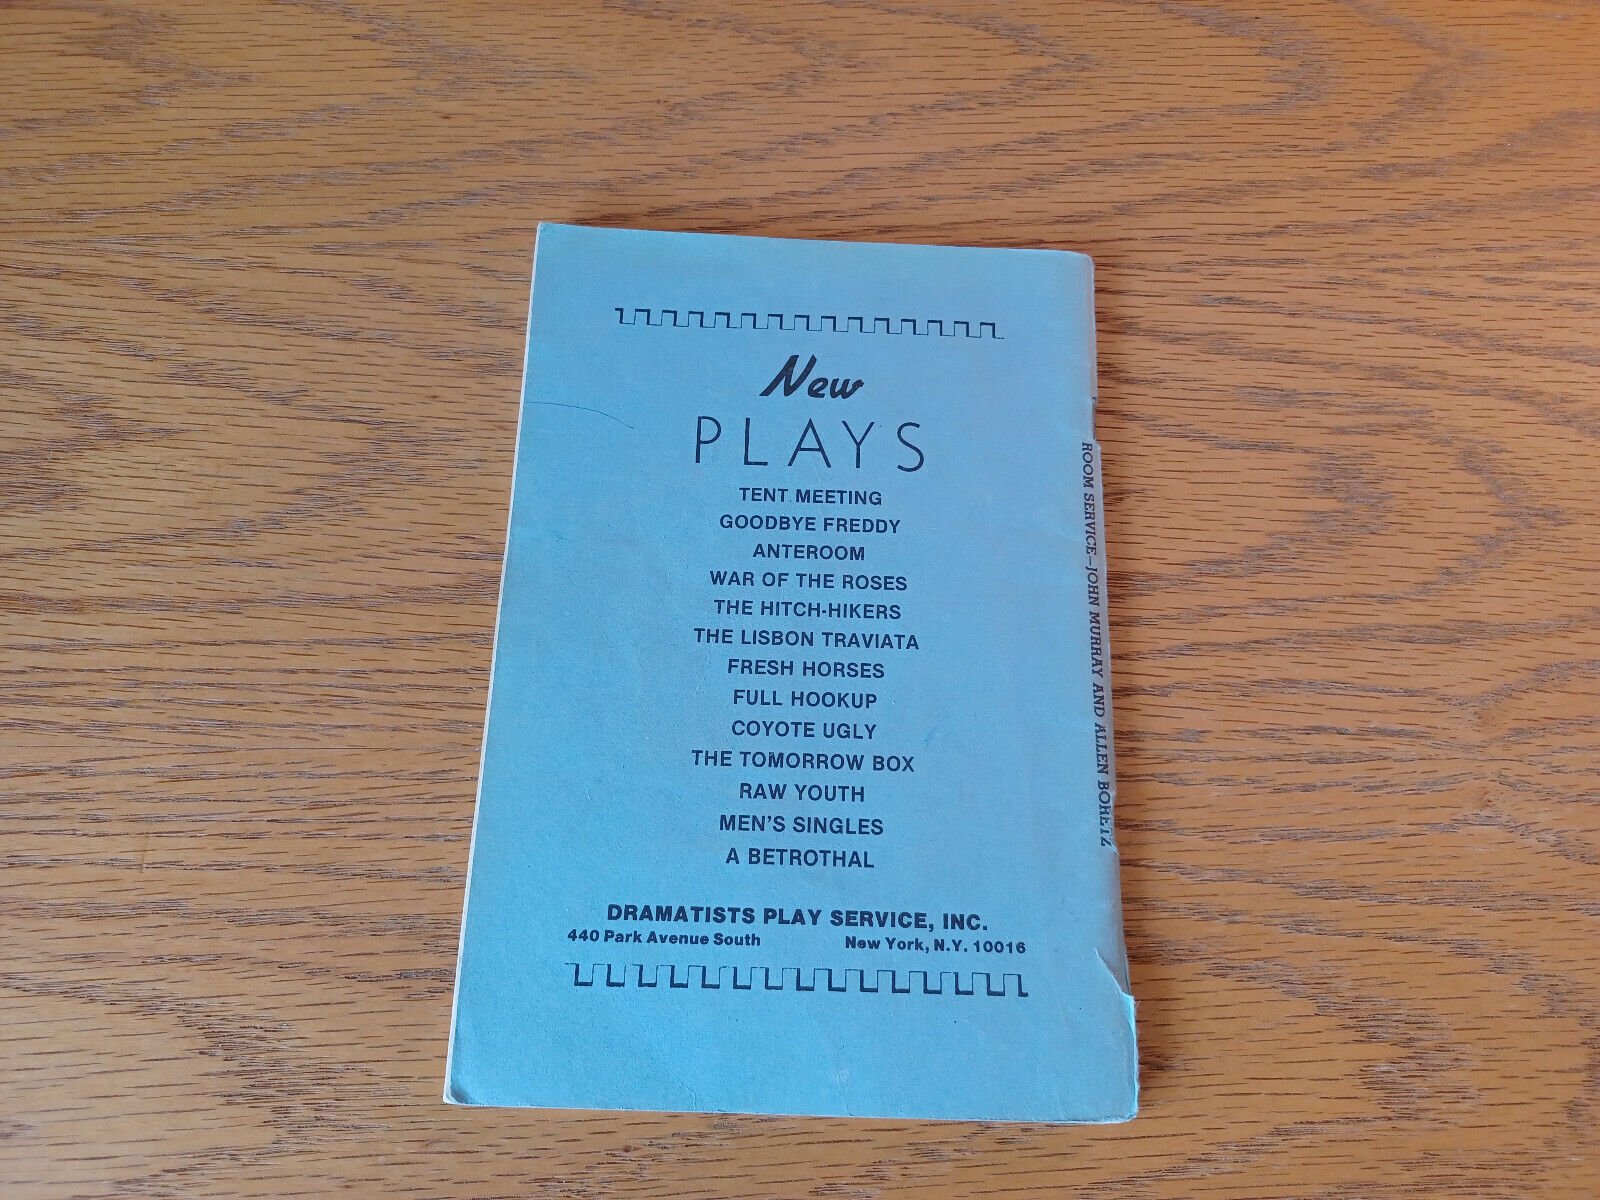 New
PLAYS
TENT MEETING
GOODBYE FREDDY
ANTEROOM
WAR OF THE ROSES
THE HITCH-HIKERS
THE LISBON TRAVIATA
FRESH HORSES
FULL HOOKUP
COYOTE UGLY
THE TOMORROW BOX
RAW YOUTH
MEN'S SINGLES
A BETROTHAL
DRAMATISTS PLAY SERVICE, INC.
440 Park Avenue South New York, N.Y. 10016
ROOM SERVICE—JOHN MURRAY AND ALLEN BORETZ